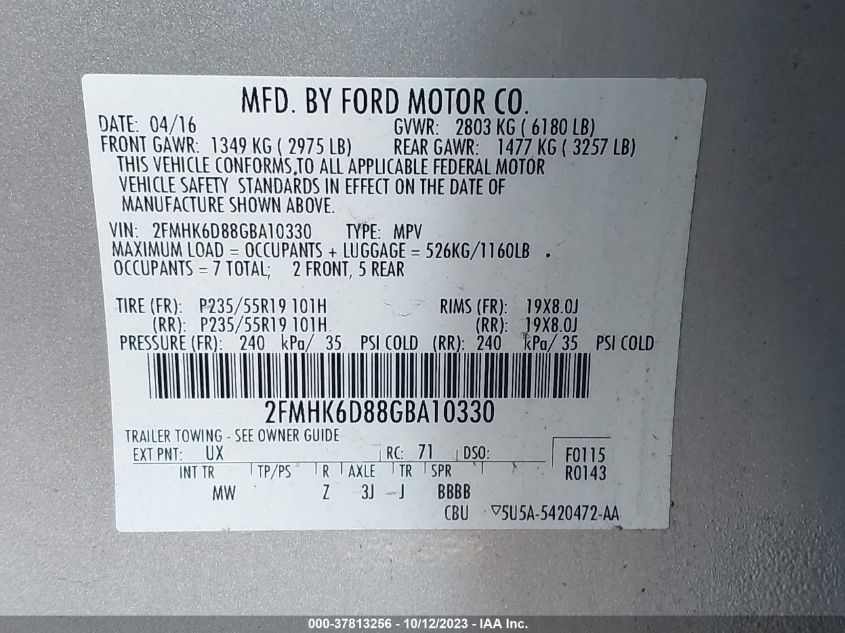 MFD. BY FORD MOTOR CO.
DATE: 04/16 GVWR: 2803 KG ( 6180 LB)
FRONT GAWR: 1349 KG ( 2975 LB) REAR GAWR: 1477 KG ( 3257 LB)
THIS VEHICLE CONFORMS TO ALL APPLICABLE FEDERAL MOTOR
VEHICLE SAFETY STANDARDS IN EFFECT ON THE DATE OF
MANUFACTURE SHOWN ABOVE.
VIN: 2FMHK6D88GBA10330 TYPE: MPV
MAXIMUM LOAD = OCCUPANTS + LUGGAGE = 526KG/1160LB
OCCUPANTS = 7 TOTAL; 2 FRONT, 5 REAR
TIRE (FR): P235/55R19 101H RIMS (FR): 19X8.0J
(RR): P235/55R19 101H (RR): 19X8.0J
PRESSURE (FR): 240 kPa/ 35 PSI COLD (RR): 240 kPa/ 35 PSI COLD
2FMHK6D88GBA10330
TRAILER TOWING - SEE OWNER GUIDE
EXT PNT: UX RC: 71 DSO: F0115
INT TR TP/PS R AXLE TR SPR R0143
MW Z 3J J BBBB
CBU ▽5U5A-5420472-AA
000-37813256 - 10/12/2023 - IAA Inc.